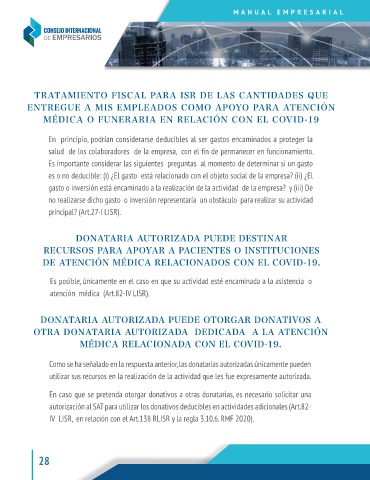 MANUAL EMPRESARIAL
CONSEJO INTERNACIONAL
DE EMPRESARIOS
TRATAMIENTO FISCAL PARA ISR DE LAS CANTIDADES QUE
ENTREGUE A MIS EMPLEADOS COMO APOYO PARA ATENCIÓN
MÉDICA O FUNERARIA EN RELACIÓN CON EL COVID-19
En principio, podrían considerarse deducibles al ser gastos encaminados a proteger la
salud de los colaboradores de la empresa, con el fin de permanecer en funcionamiento.
Es importante considerar las siguientes preguntas al momento de determinar si un gasto
es o no deducible: (i) ¿El gasto está relacionado con el objeto social de la empresa? (ii) ¿El
gasto o inversión está encaminado a la realización de la actividad de la empresa? y (iii) De
no realizarse dicho gasto o inversión representaría un obstáculo para realizar su actividad
principal? (Art.27-I LISR).
DONATARIA AUTORIZADA PUEDE DESTINAR
RECURSOS PARA APOYAR A PACIENTES O INSTITUCIONES
DE ATENCIÓN MÉDICA RELACIONADOS CON EL COVID-19.
Es posible, únicamente en el caso en que su actividad esté encaminada a la asistencia o
atención médica (Art.82-IV LISR).
DONATARIA AUTORIZADA PUEDE OTORGAR DONATIVOS A
OTRA DONATARIA AUTORIZADA DEDICADA A LA ATENCIÓN
MÉDICA RELACIONADA CON EL COVID-19.
Como se ha señalado en la respuesta anterior, las donatarias autorizadas únicamente pueden
utilizar sus recursos en la realización de la actividad que les fue expresamente autorizada.
En caso que se pretenda otorgar donativos a otras donatarias, es necesario solicitar una
autorización al SAT para utilizar los donativos deducibles en actividades adicionales (Art.82-
IV LISR, en relación con el Art.138 RLISR y la regla 3.10.6. RMF 2020).
28